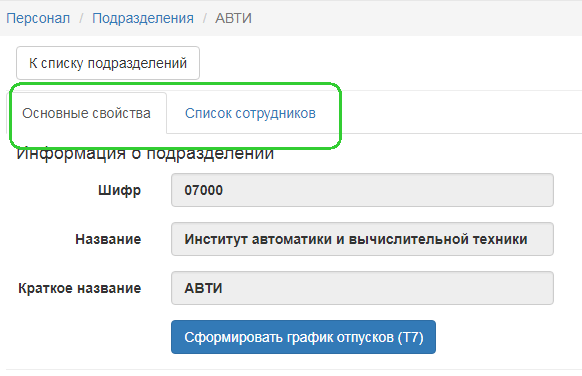 Персонал / Подразделения / АВТИ
К списку подразделений
Основные свойства Список сотрудников
Информация о подразделении
Шифр 07000
Название Институт автоматики и вычислительной техники
Краткое название АВТИ
Сформировать график отпусков (Т7)